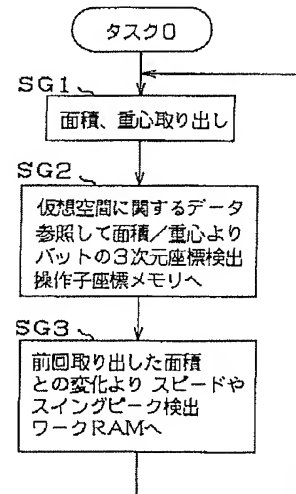 タスク0
SG1
面積、重心取り出し
SG2
仮想空間に関するデータ
参照して面積/重心より
バットの3次元座標検出
操作子座標メモリへ
SG3
前回取り出した面積
との変化より スピードや
スイングピーク検出
ワークRAMへ